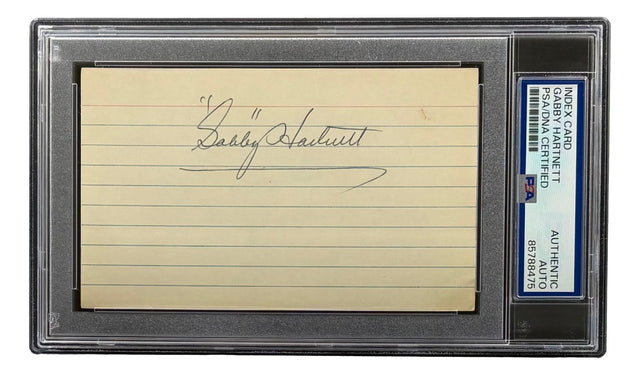 "Gabby" Hartnett
INDEX CARD
GABBY HARTNETT
PSA/DNA CERTIFIED
PSA
AUTHENTIC
AUTO
85788475